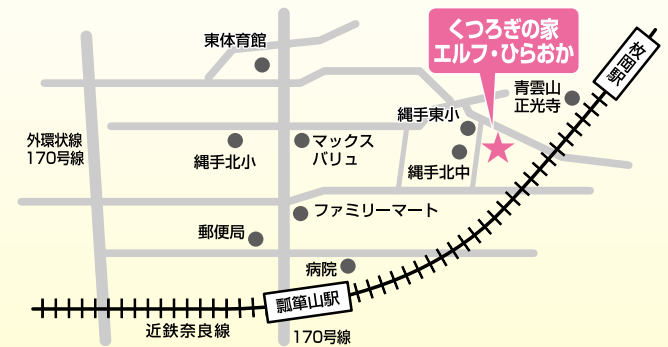 くつろぎの家
エルフ・ひらおか
東体育館
枚岡駅
青雲山
正光寺
縄手東小
外環状線
170号線
縄手北小
マックス
バリュ
縄手北中
ファミリーマート
郵便局
病院
瓢箪山駅
近鉄奈良線
170号線